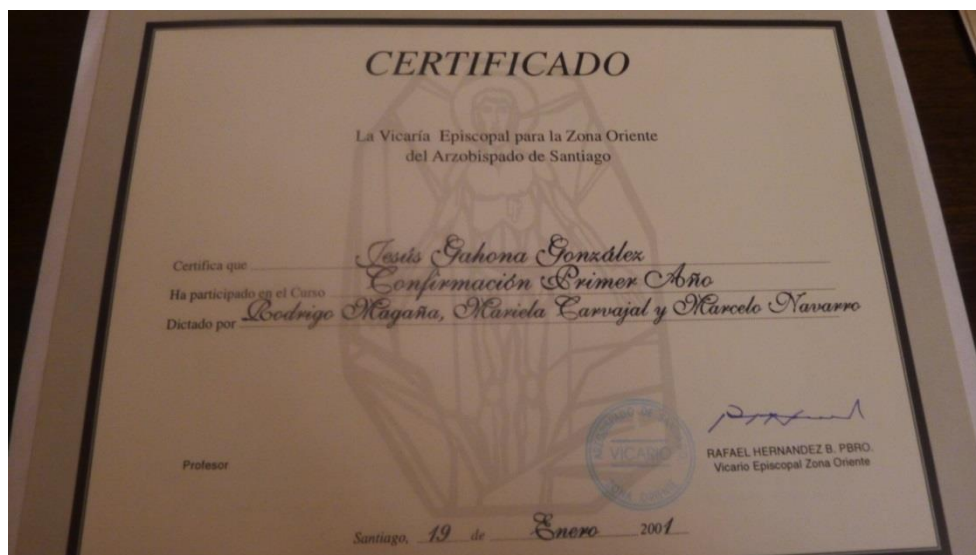 CERTIFICADO
La Vicaría Episcopal para la Zona Oriente
del Arzobispado de Santiago
Certifica que Jesús Gahona González
Ha participado en el Curso Confirmación Primer Año
Dictado por Rodrigo Magaña, Mariela Carvajal y Marcelo Navarro
VICARIO
RAFAEL HERNANDEZ B. PBRO.
Profesor
Vicario Episcopal Zona Oriente
Santiago, 19 de Enero 2001